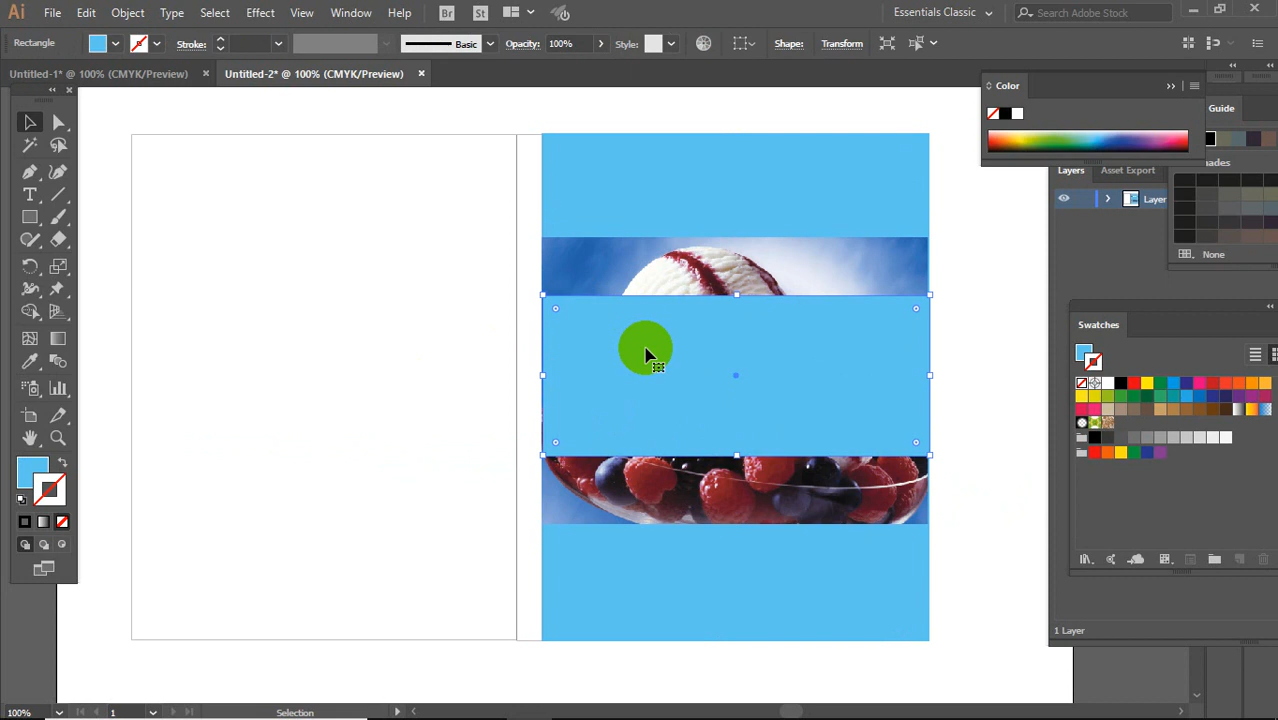 Ai File Edit Object Type Select Effect View Window Help Br St Essentials Classic Search Adobe Stock
Rectangle Stroke: Basic Opacity: 100% Style: Shape: Transform
Untitled-1* @ 100% (CMYK/Preview) × Untitled-2* @ 100% (CMYK/Preview) ×
Color
Guide
hades
Layers Asset Export
Layer
None
Swatches
1 Layer
100% 1 Selection